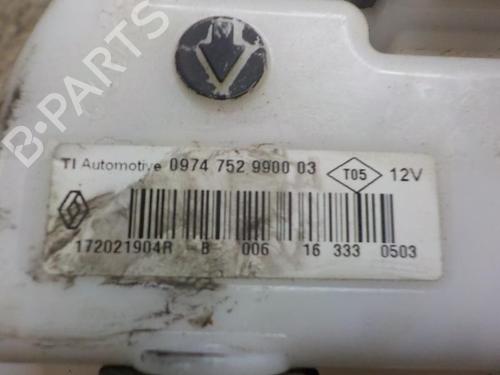 B-PARTS
TI Automotive 0974 752 9900 03 T05 12V
172021904R B 006 16 333 0503